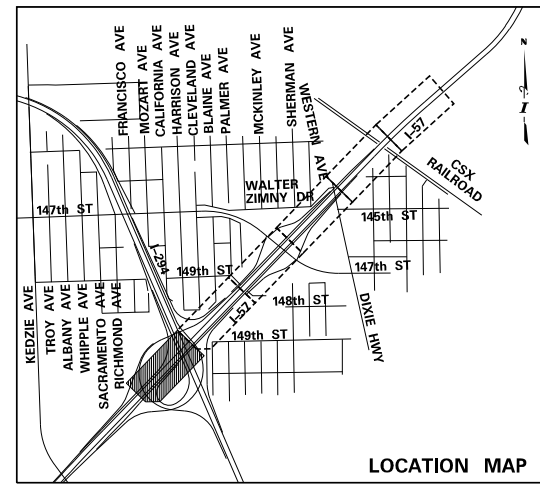 FRANCISCO AVE
MOZART AVE
CALIFORNIA AVE
HARRISON AVE
CLEVELAND AVE
BLAINE AVE
PALMER AVE
MCKINLEY AVE
SHERMAN AVE
WESTERN AVE
N
I-57
CSX
RAILROAD
WALTER
ZIMNY DR
147th ST
145th ST
I-294
149th ST
147th ST
148th ST
I-57
149th ST
DIXIE HWY
KEDZIE AVE
TROY AVE
ALBANY AVE
WHIPPLE AVE
SACRAMENTO AVE
RICHMOND AVE
LOCATION MAP